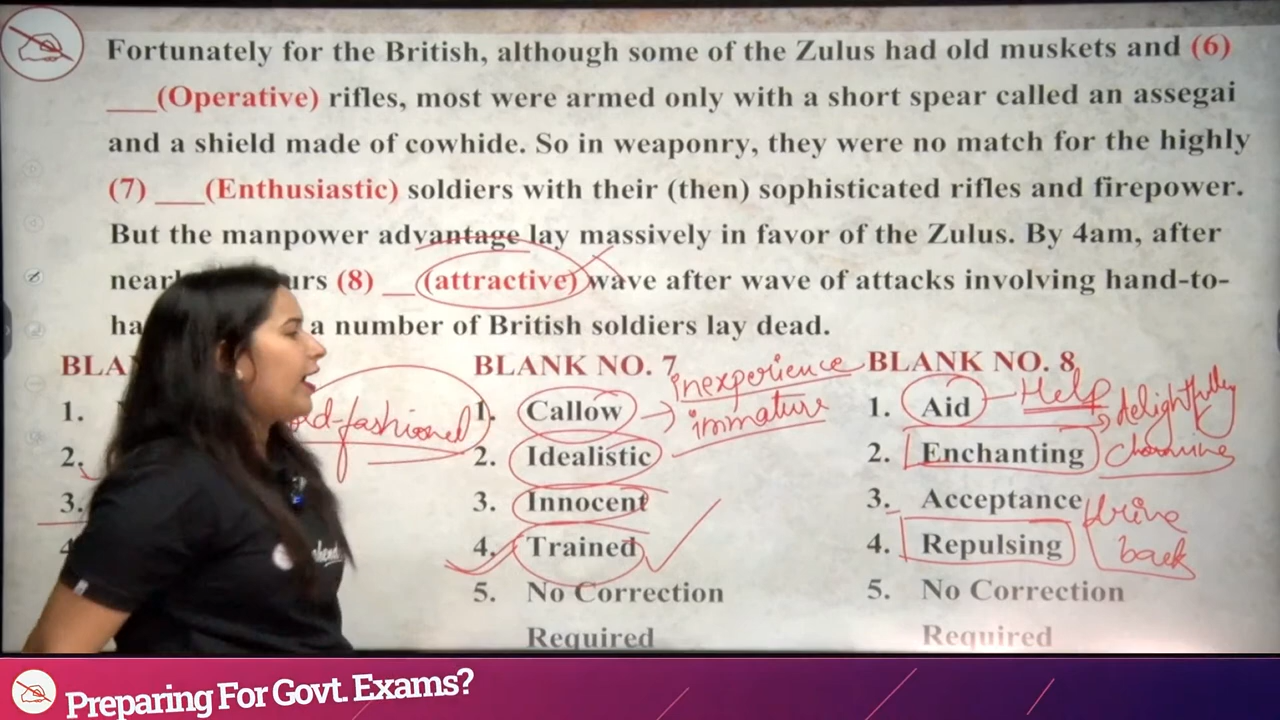 Fortunately for the British, although some of the Zulus had old muskets and (6)
___(Operative) rifles, most were armed only with a short spear called an assegai
and a shield made of cowhide. So in weaponry, they were no match for the highly
(7) ___(Enthusiastic) soldiers with their (then) sophisticated rifles and firepower.
But the manpower advantage lay massively in favor of the Zulus. By 4am, after
(8) __(attractive) wave after wave of attacks involving hand-to-
a number of British soldiers lay dead.
BLANK NO. 7
BLANK NO. 8
1.
old-fashioned
1. Callow
inexperience
immature
1. Aid
Help
2.
2. Idealistic
2. Enchanting
delightfully
charming
3.
3. Innocent
3. Acceptance
4
4. Trained
4. Repulsing
drive
back
5. No Correction
Required
5. No Correction
Required
Preparing For Govt. Exams?